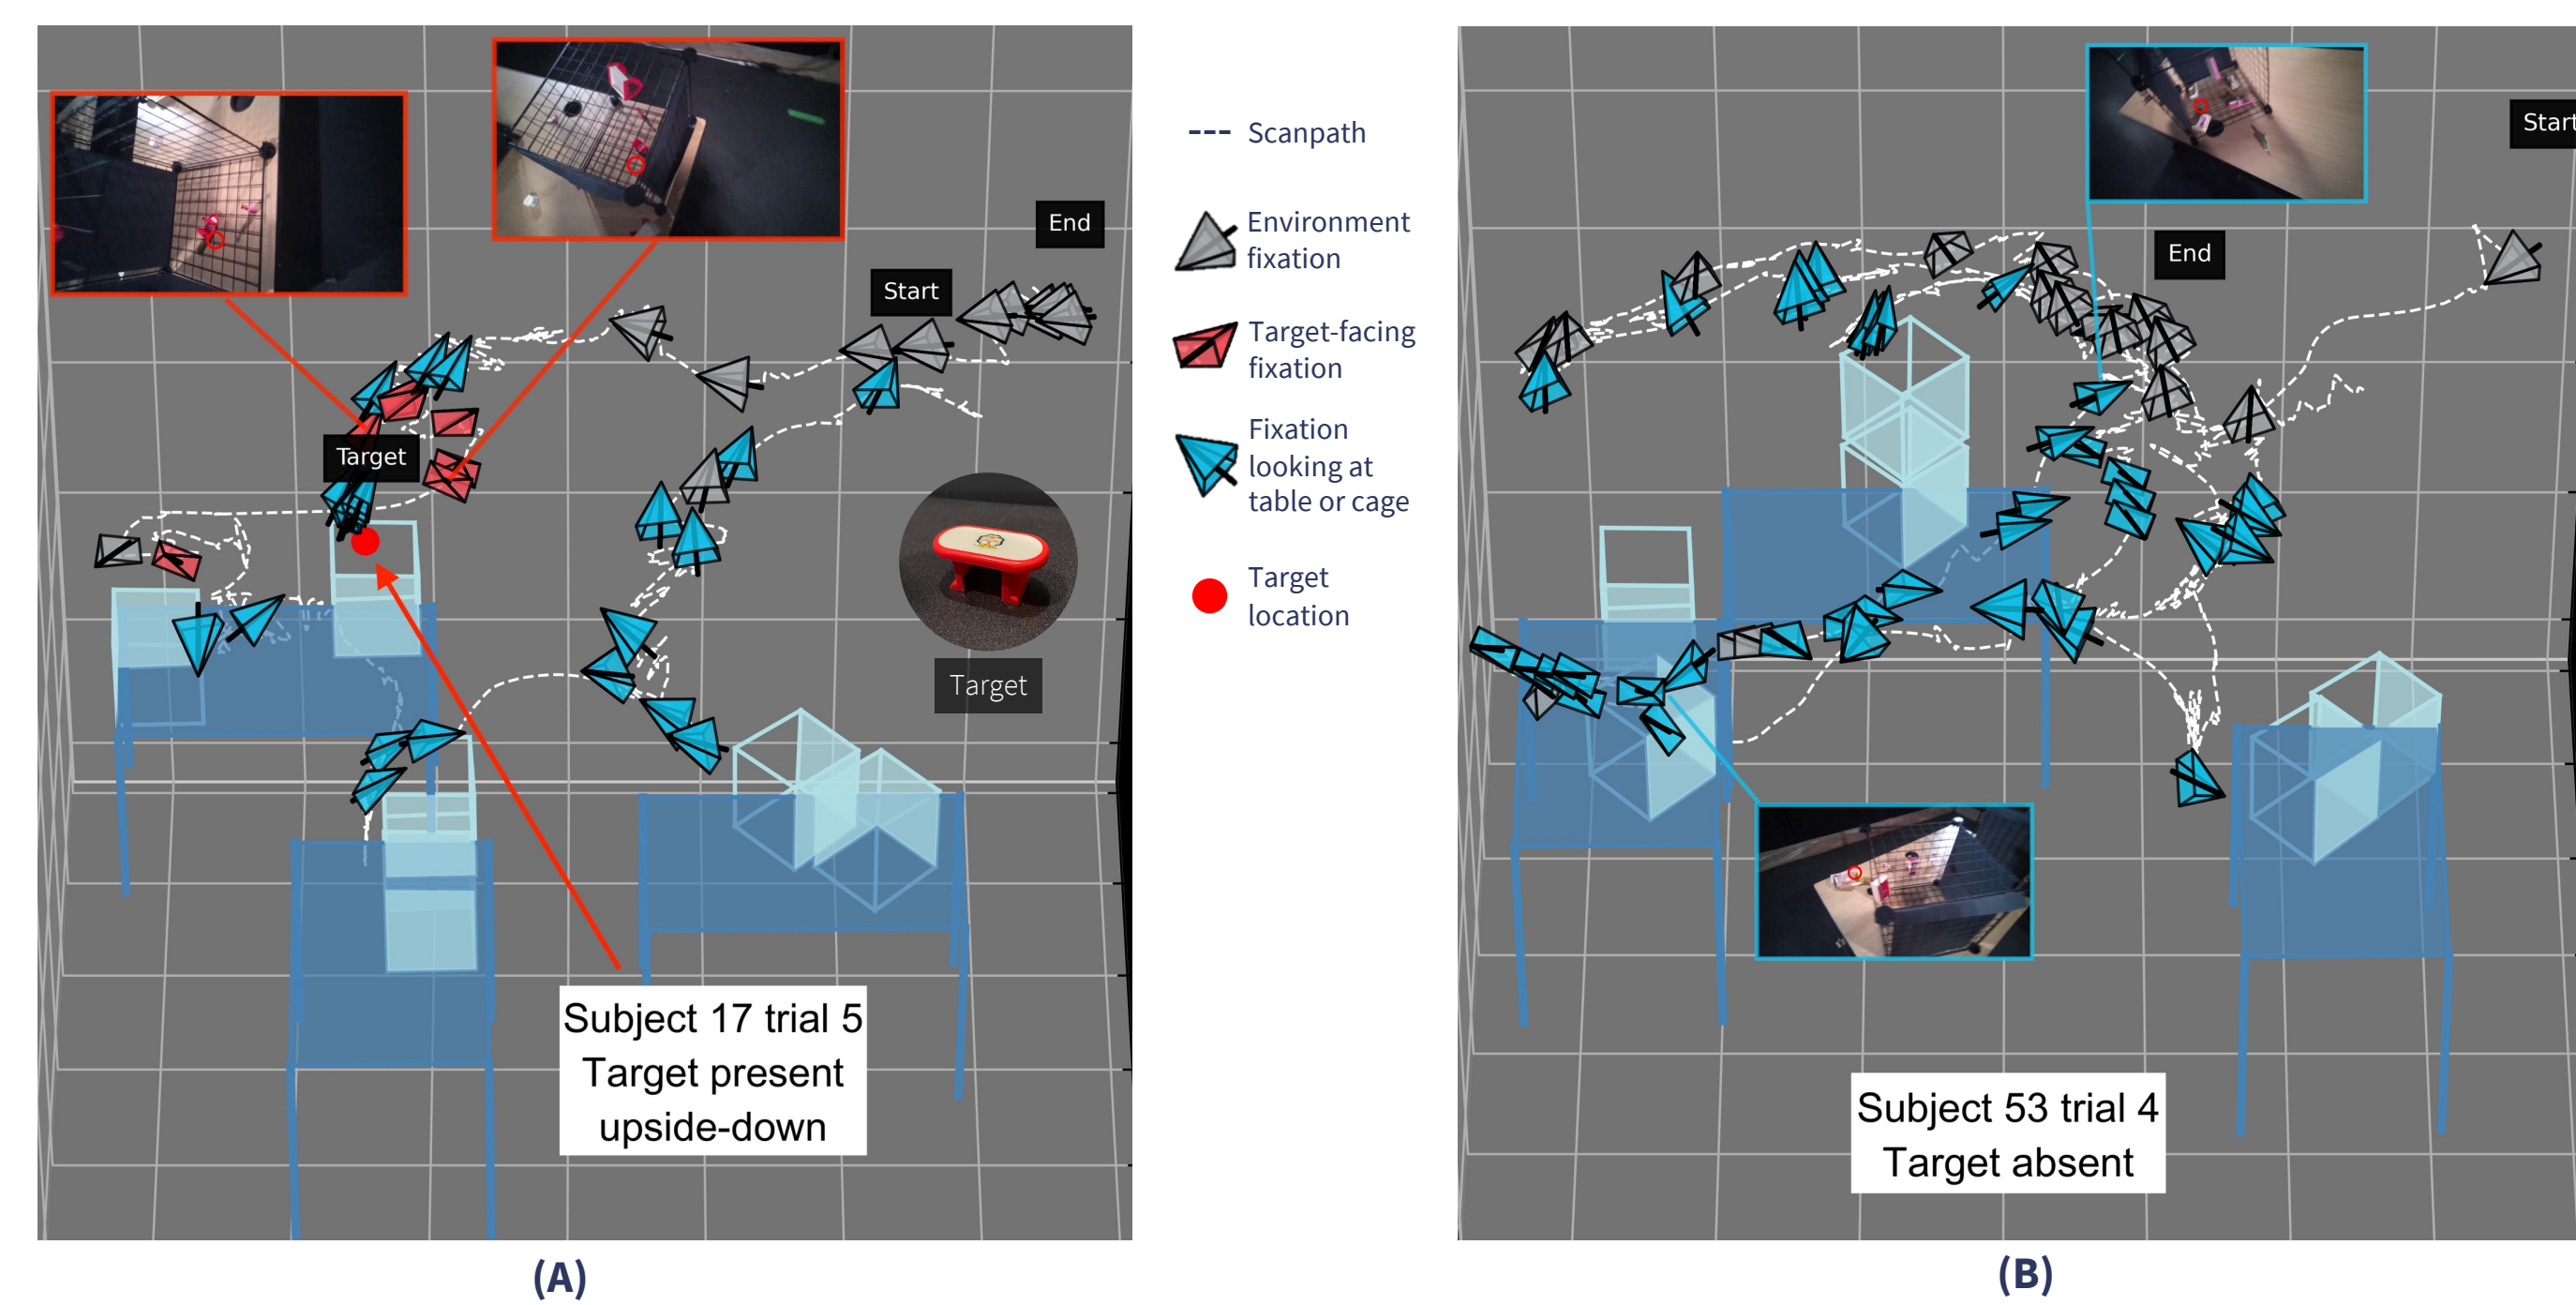 End
Start
Target
Target
Subject 17 trial 5
Target present
upside-down
(A)
Scanpath
Environment
fixation
Target-facing
fixation
Fixation
looking at
table or cage
Target
location
Start
End
Subject 53 trial 4
Target absent
(B)